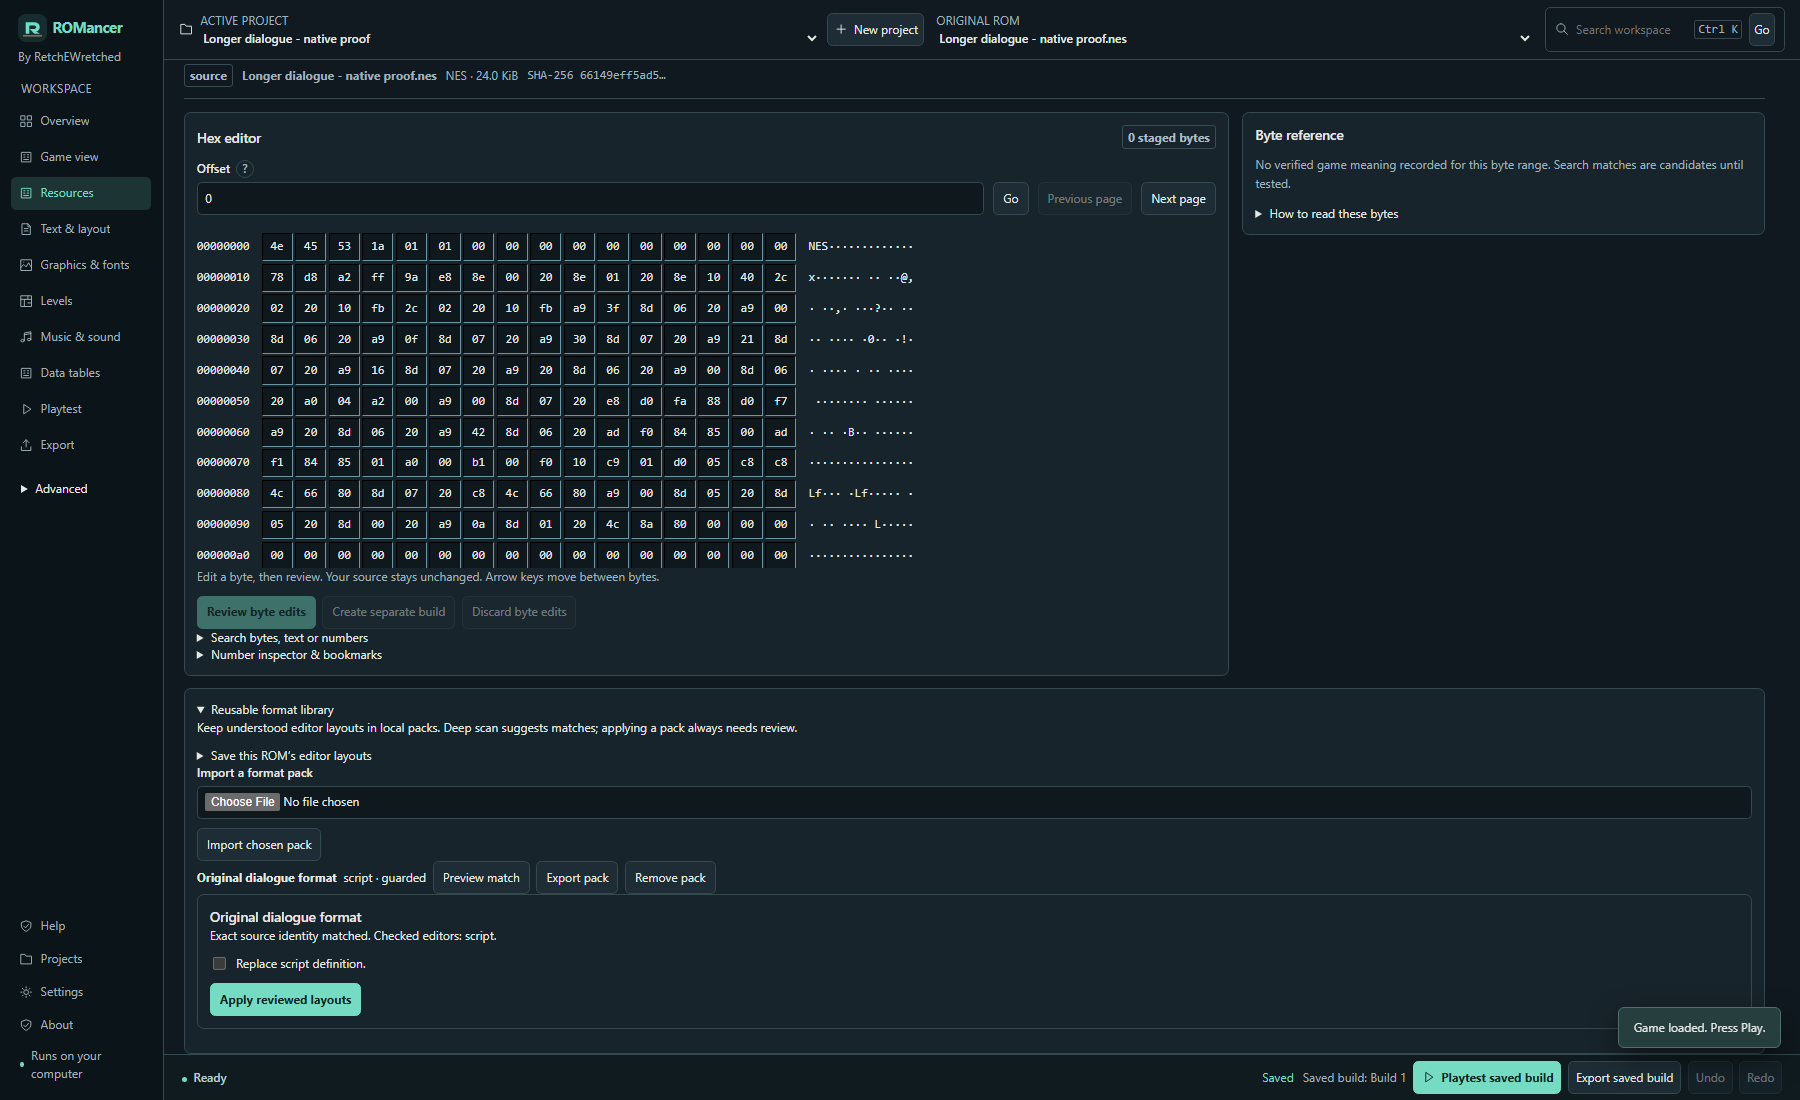 ROMancer
By RetchEWretched
WORKSPACE
Overview
Game view
Resources
Text & layout
Graphics & fonts
Levels
Music & sound
Data tables
Playtest
Export
Advanced
Help
Projects
Settings
About
Runs on your
computer
ACTIVE PROJECT
Longer dialogue - native proof
New project
ORIGINAL ROM
Longer dialogue - native proof.nes
Search workspace Ctrl K Go
source Longer dialogue - native proof.nes NES · 24.0 KiB SHA-256 66149eff5ad5…
Hex editor
0 staged bytes
Offset ?
0
Go Previous page Next page
00000000 4e 45 53 1a 01 01 00 00 00 00 00 00 00 00 00 00 NES·············
00000010 78 d8 a2 ff 9a e8 8e 00 20 8e 01 20 8e 10 40 2c x······· ·· ··@,
00000020 02 20 10 fb 2c 02 20 10 fb a9 3f 8d 06 20 a9 00 · ··,· ···?·· ··
00000030 8d 06 20 a9 0f 8d 07 20 a9 30 8d 07 20 a9 21 8d ·· ···· ·0·· ·!·
00000040 07 20 a9 16 8d 07 20 a9 20 8d 06 20 a9 00 8d 06 · ···· · ·· ····
00000050 20 a0 04 a2 00 a9 00 8d 07 20 e8 d0 fa 88 d0 f7 ········ ······
00000060 a9 20 8d 06 20 a9 42 8d 06 20 ad f0 84 85 00 ad · ·· ·B·· ······
00000070 f1 84 85 01 a0 00 b1 00 f0 10 c9 01 d0 05 c8 c8 ················
00000080 4c 66 80 8d 07 20 c8 4c 66 80 a9 00 8d 05 20 8d Lf··· ·Lf····· ·
00000090 05 20 8d 00 20 a9 0a 8d 01 20 4c 8a 80 00 00 00 · ·· ···· L·····
000000a0 00 00 00 00 00 00 00 00 00 00 00 00 00 00 00 00 ················
Edit a byte, then review. Your source stays unchanged. Arrow keys move between bytes.
Review byte edits Create separate build Discard byte edits
Search bytes, text or numbers
Number inspector & bookmarks
Byte reference
No verified game meaning recorded for this byte range. Search matches are candidates until
tested.
How to read these bytes
Reusable format library
Keep understood editor layouts in local packs. Deep scan suggests matches; applying a pack always needs review.
Save this ROM's editor layouts
Import a format pack
Choose File No file chosen
Import chosen pack
Original dialogue format script · guarded Preview match Export pack Remove pack
Original dialogue format
Exact source identity matched. Checked editors: script.
Replace script definition.
Apply reviewed layouts
Game loaded. Press Play.
Ready
Saved Saved build: Build 1 Playtest saved build Export saved build Undo Redo